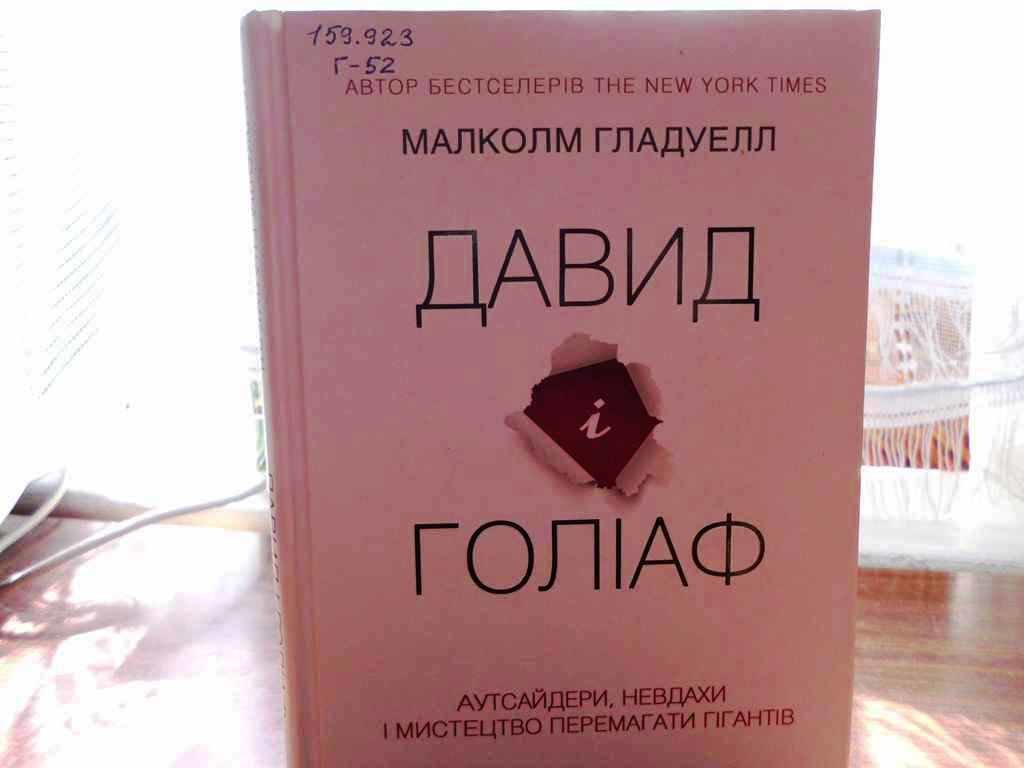 159.923
Г-52
АВТОР БЕСТСЕЛЕРІВ THE NEW YORK TIMES
МАЛКОЛМ ГЛАДУЕЛЛ
ДАВИД
і
ГОЛІАФ
АУТСАЙДЕРИ, НЕВДАХИ
І МИСТЕЦТВО ПЕРЕМАГАТИ ГІГАНТІВ